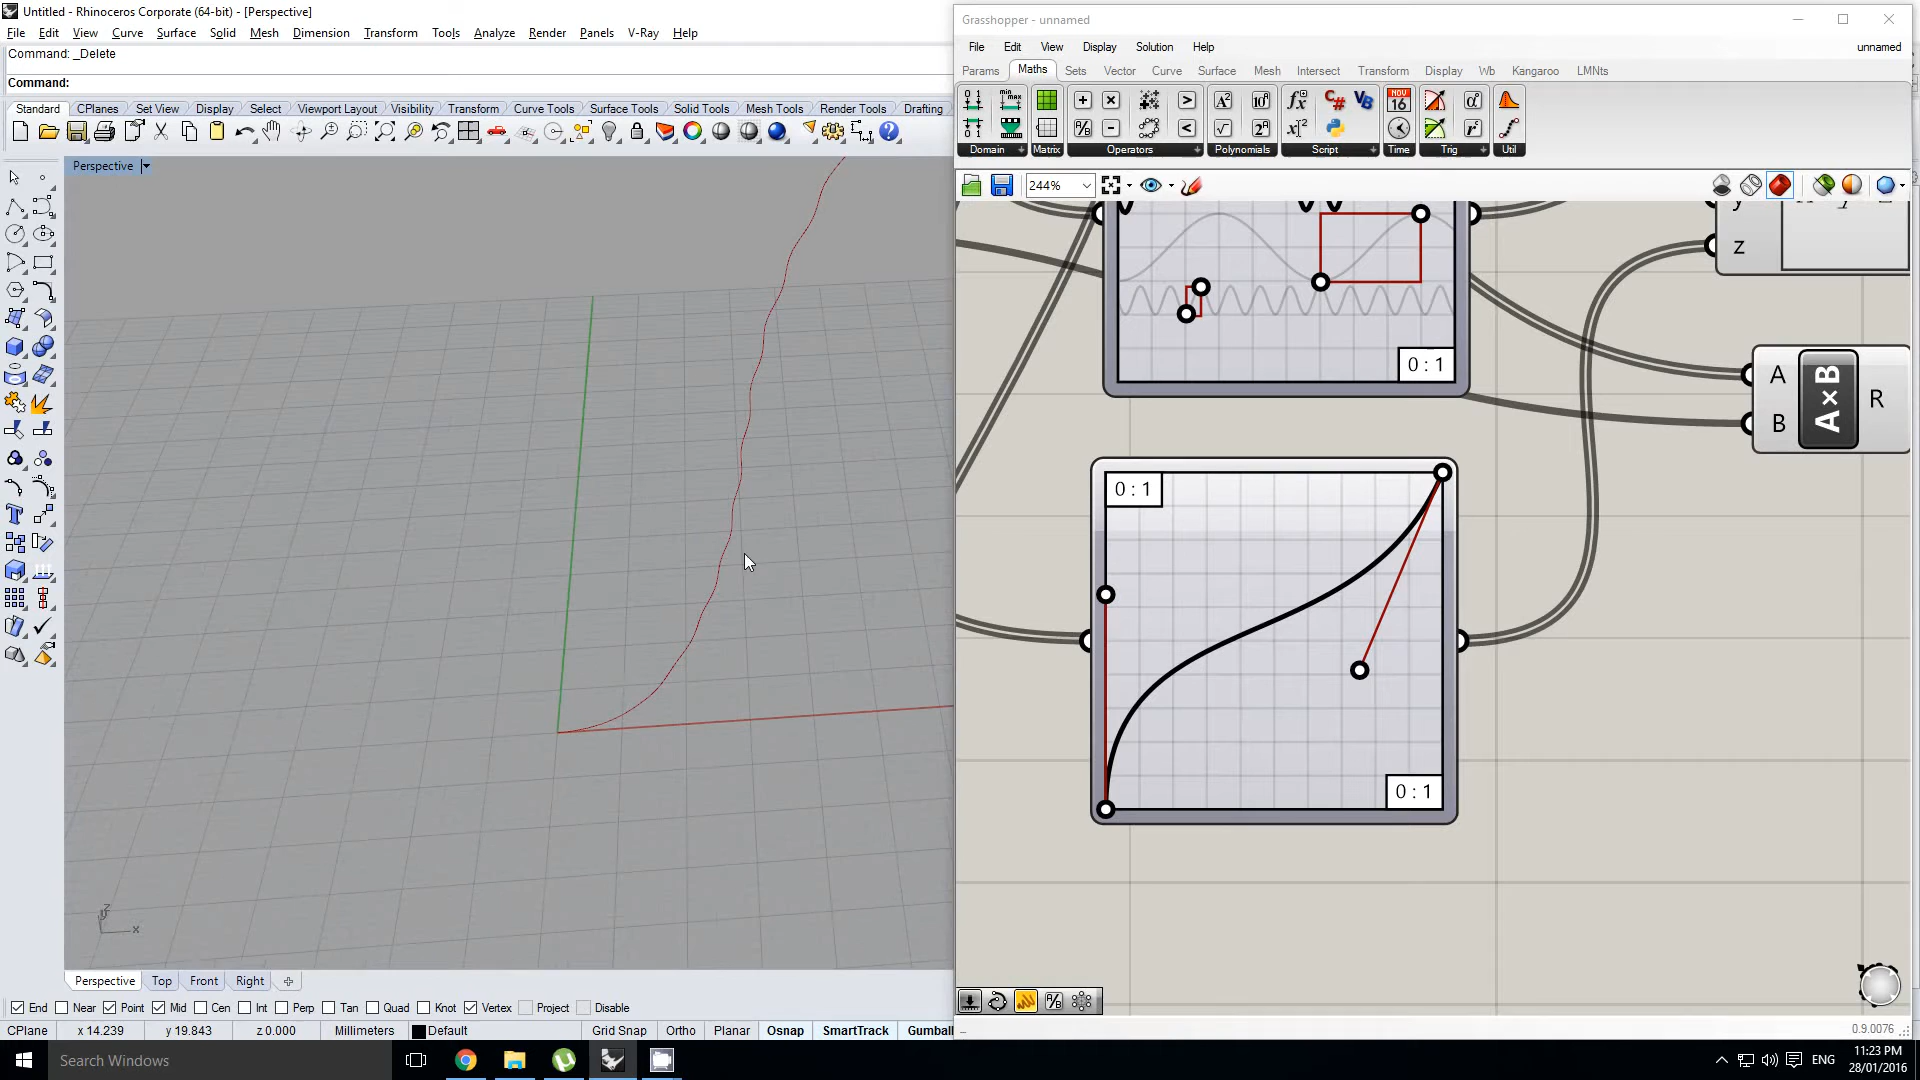 Untitled - Rhinoceros Corporate (64-bit) - [Perspective]
File Edit View Curve Surface Solid Mesh Dimension Transform Tools Analyze Render Panels V-Ray Help
Command: _Delete
Command:
Standard CPlanes Set View Display Select Viewport Layout Visibility Transform Curve Tools Surface Tools Solid Tools Mesh Tools Render Tools Drafting
Perspective
z
x
Perspective Top Front Right
End Near Point Mid Cen Int Perp Tan Quad Knot Vertex Project Disable
CPlane x 14.239 y 19.843 z 0.000 Millimeters Default Grid Snap Ortho Planar Osnap SmartTrack Gumball
Grasshopper - unnamed
File Edit View Display Solution Help unnamed
Params Maths Sets Vector Curve Surface Mesh Intersect Transform Display Wb Kangaroo LMNts
Domain Matrix Operators Polynomials Script Time Trig Util
244%
z
0 : 1
A
B
A×B
R
0 : 1
0 : 1
0.9.0076
Search Windows
ENG
11:23 PM
28/01/2016